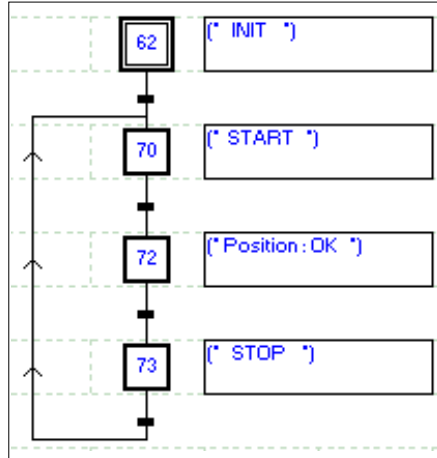 62 (* INIT *)
70 (* START *)
72 (* Position:OK *)
73 (* STOP *)